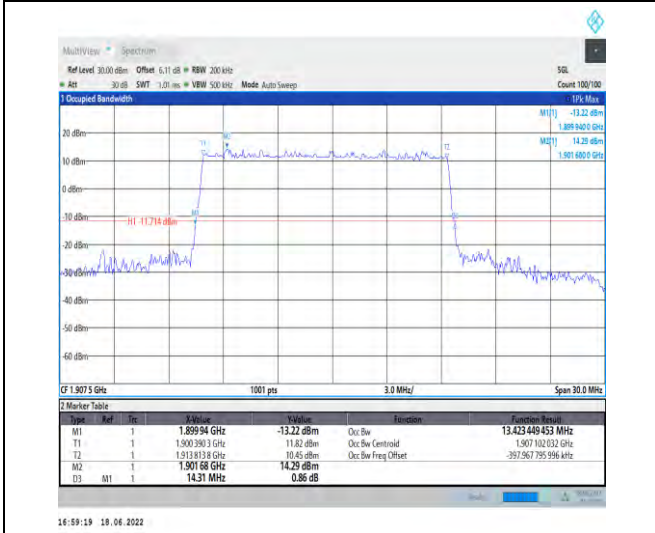 MultiView Spectrum
Ref Level 30.00 dBm Offset 6.11 dB RBW 200 kHz SGL
Att 30 dB SWT 1.01 ms VBW 500 kHz Mode Auto Sweep Count 100/100
1 Occupied Bandwidth 1Pk Max
M1[1] -13.22 dBm
1.899 940 0 GHz
M2[1] 14.29 dBm
1.901 680 0 GHz
20 dBm
T1 M2 T2
10 dBm
0 dBm
-10 dBm
M1
H1 -11.714 dBm
-20 dBm
-30 dBm
-40 dBm
-50 dBm
-60 dBm
CF 1.907 5 GHz 1001 pts 3.0 MHz/ Span 30.0 MHz
2 Marker Table
Type Ref Trc X-Value Y-Value Function Function Result
M1 1 1.899 94 GHz -13.22 dBm Occ Bw 13.423 449 453 MHz
T1 1 1.900 390 3 GHz 11.82 dBm Occ Bw Centroid 1.907 102 032 GHz
T2 1 1.913 813 8 GHz 10.45 dBm Occ Bw Freq Offset -397.967 795 996 kHz
M2 1 1.901 68 GHz 14.29 dBm
D3 M1 1 14.31 MHz 0.86 dB
16:59:19 18.06.2022